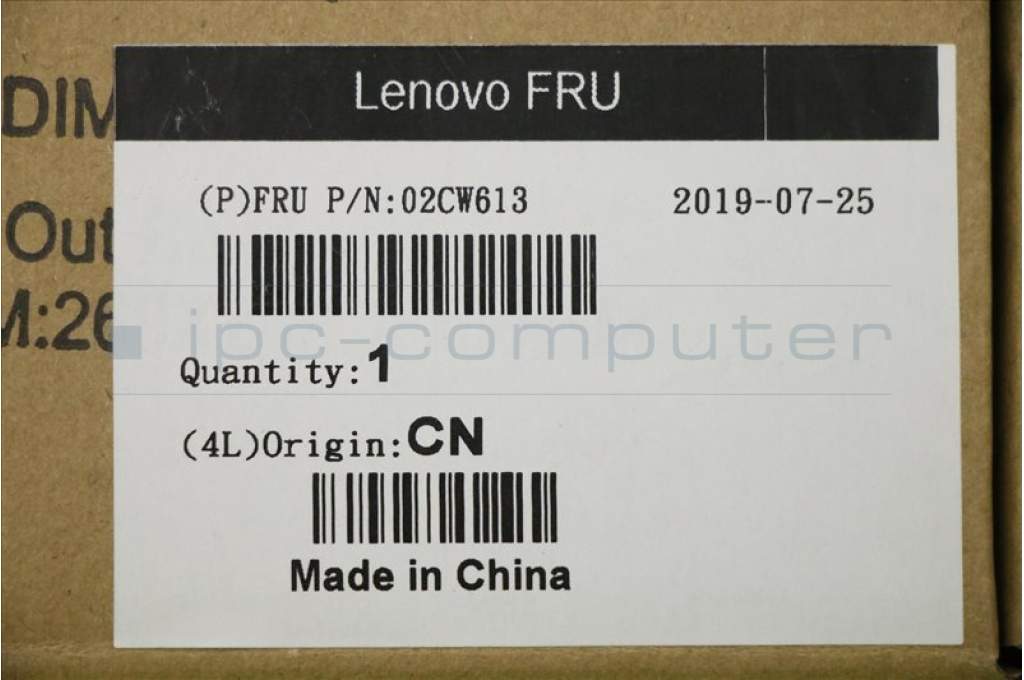 Lenovo FRU
DIM
(P)FRU P/N:02CW613 2019-07-25
Out
M:26
ipc-computer
Quantity:1
(4L)Origin:CN
Made in China